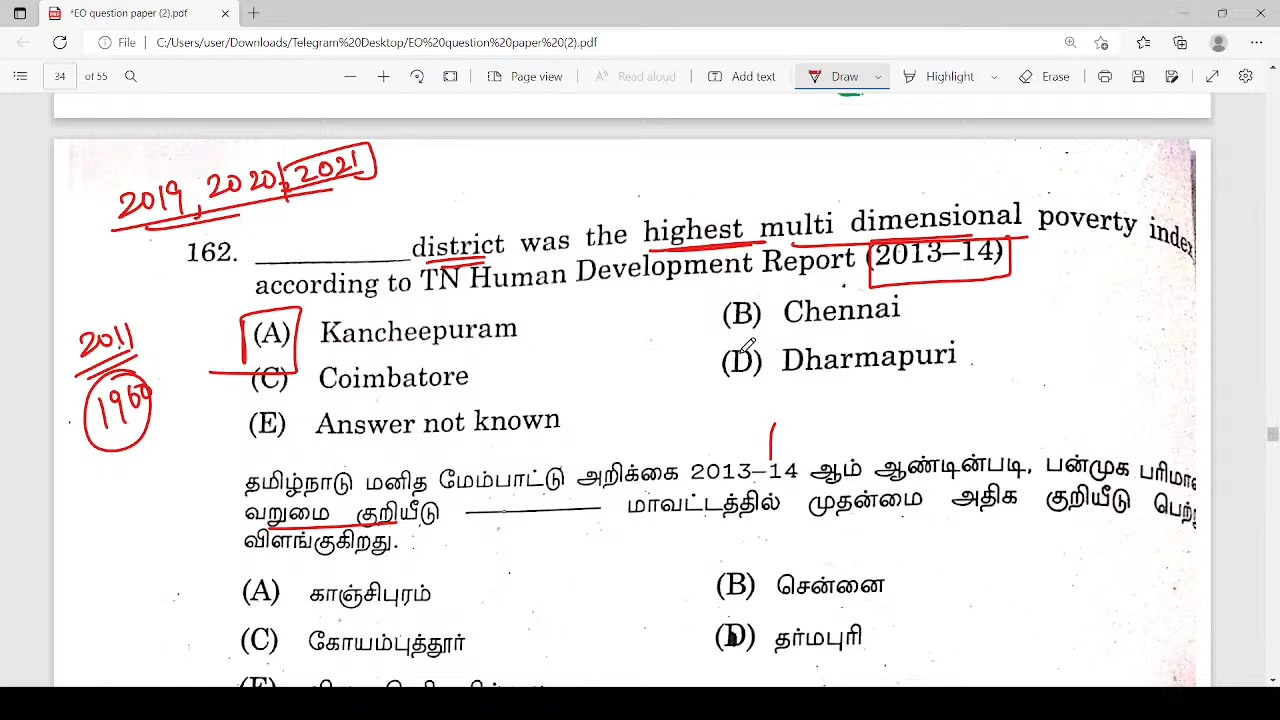 *EO question paper (2).pdf
File C:/Users/user/Downloads/Telegram%20Desktop/EO%20question%20paper%20(2).pdf
34 of 55 Page view Read aloud Add text Draw Highlight Erase
2019, 2020, 2021
162. __________ district was the highest multi dimensional poverty index
according to TN Human Development Report (2013–14)
2011
1960
(A) Kancheepuram
(B) Chennai
(C) Coimbatore
(D) Dharmapuri
(E) Answer not known
தமிழ்நாடு மனித மேம்பாட்டு அறிக்கை 2013–14 ஆம் ஆண்டின்படி, பன்முக
வறுமை குறியீடு __________ மாவட்டத்தில் முதன்மை அதிக குறியீடு
விளங்குகிறது.
(A) காஞ்சிபுரம்
(B) சென்னை
(C) கோயம்புத்தூர்
(D) தர்மபுரி